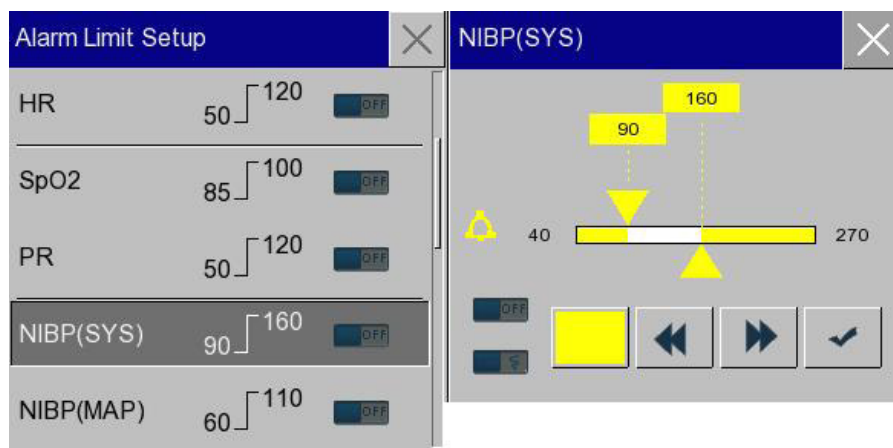 Alarm Limit Setup
HR 50 120 OFF
SpO2 85 100 OFF
PR 50 120 OFF
NIBP(SYS) 90 160 OFF
NIBP(MAP) 60 110 OFF
NIBP(SYS)
160
90
40 270
OFF